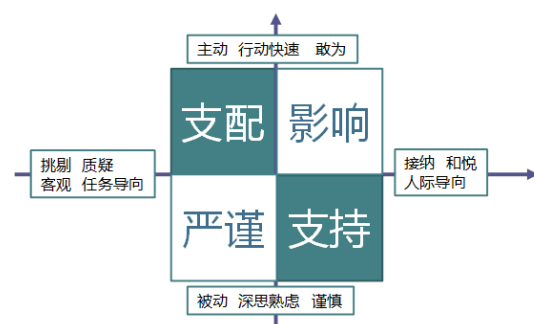 主动 行动快速 敢为
支配 影响
挑剔 质疑
客观 任务导向
接纳 和悦
人际导向
严谨 支持
被动 深思熟虑 谨慎